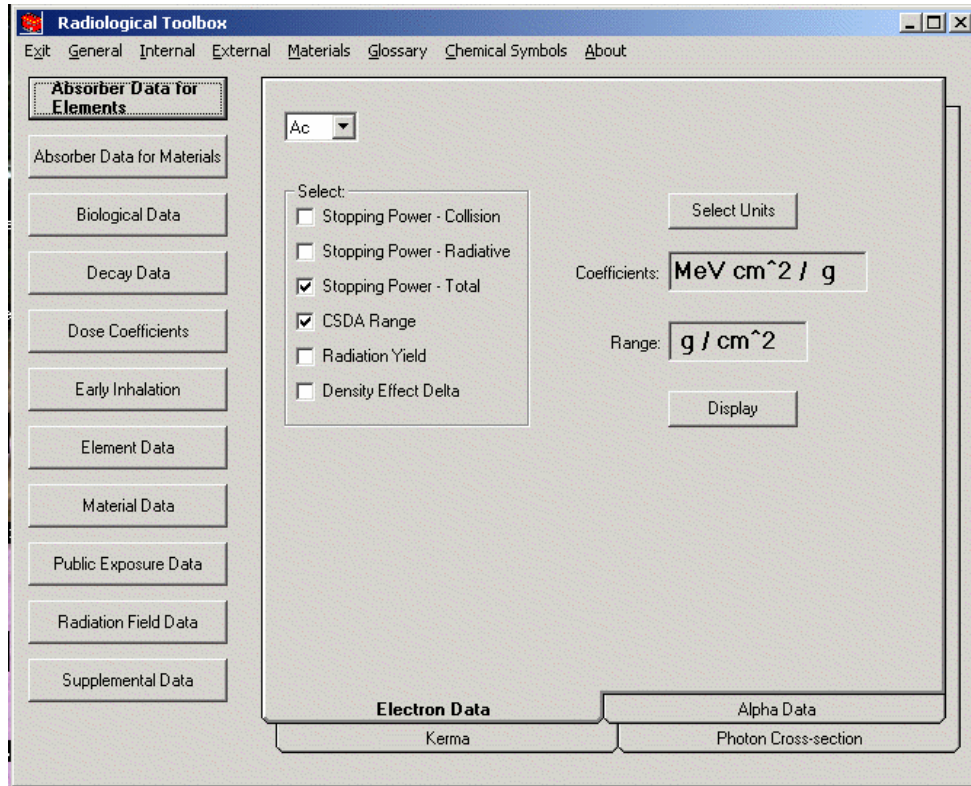 Radiological Toolbox
Exit General Internal External Materials Glossary Chemical Symbols About
Absorber Data for
Elements
Absorber Data for Materials
Biological Data
Decay Data
Dose Coefficients
Early Inhalation
Element Data
Material Data
Public Exposure Data
Radiation Field Data
Supplemental Data
Ac
Select:
Stopping Power - Collision
Stopping Power - Radiative
Stopping Power - Total
CSDA Range
Radiation Yield
Density Effect Delta
Select Units
Coefficients: MeV cm^2 / g
Range: g / cm^2
Display
Electron Data
Alpha Data
Kerma
Photon Cross-section